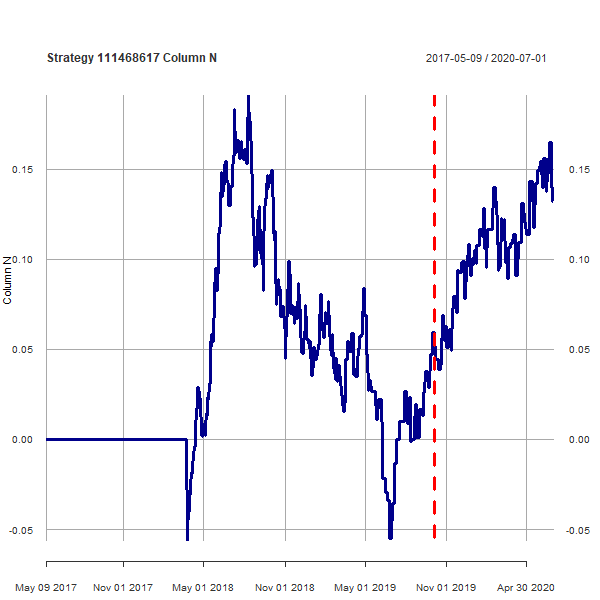 Strategy 111468617 Column N
2017-05-09 / 2020-07-01
0.15
0.15
0.10
0.10
Column N
0.05
0.05
0.00
0.00
-0.05
-0.05
May 09 2017
Nov 01 2017
May 01 2018
Nov 01 2018
May 01 2019
Nov 01 2019
Apr 30 2020